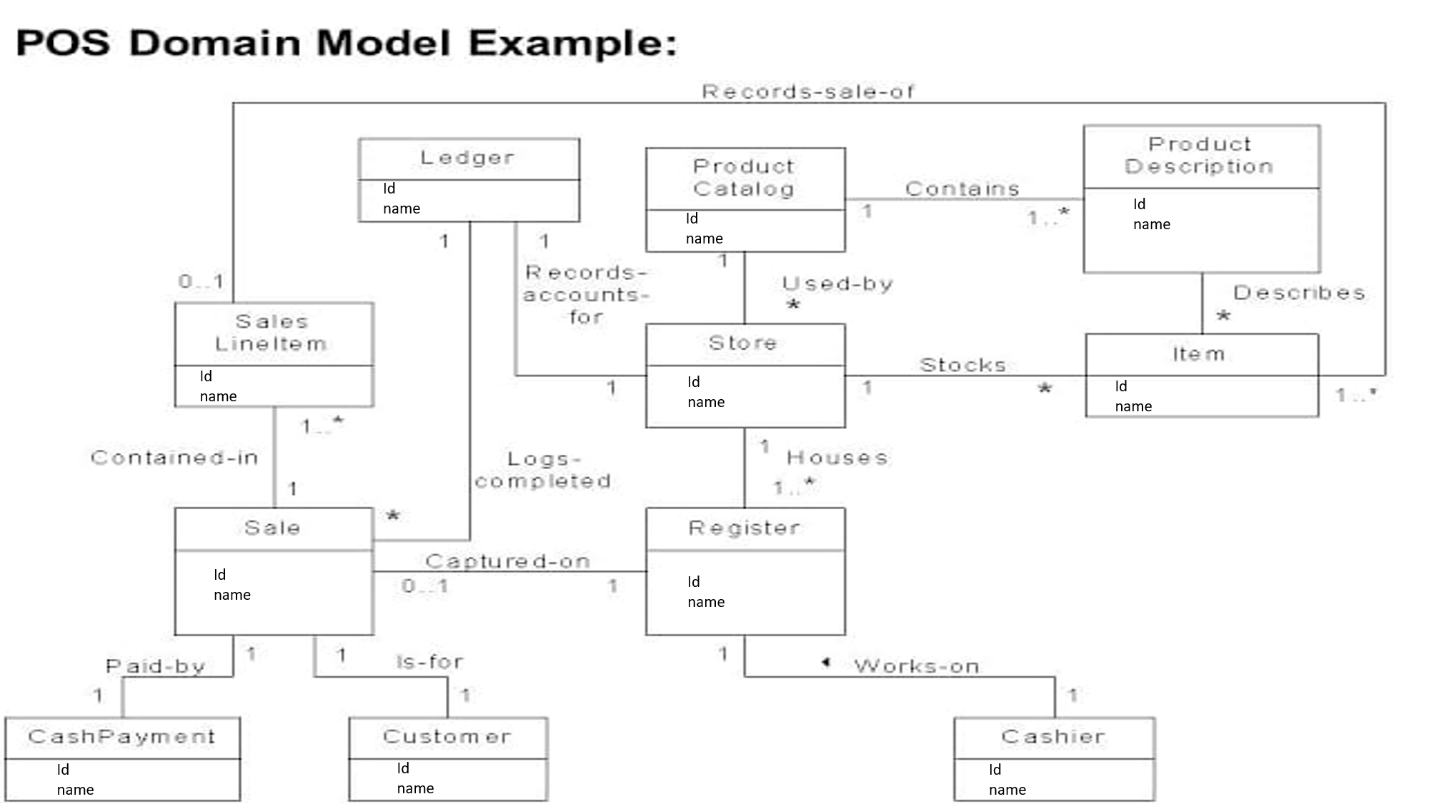 POS Domain Model Example:
Records-sale-of
Ledger
Id
name
Product
Catalog
Id
name
Contains
1
1..*
Product
Description
Id
name
1
1
Records-
accounts-
for
1
Used-by
*
Describes
*
0..1
Sales
LineItem
Id
name
Store
Id
name
1
Stocks
1
*
Item
Id
name
1..*
1..*
Contained-in
1
Logs-
completed
1
Houses
1..*
Sale
Id
name
*
Captured-on
0..1
1
Register
Id
name
Paid-by
1
1
1
Is-for
1
1
Works-on
1
CashPayment
Id
name
Customer
Id
name
Cashier
Id
name